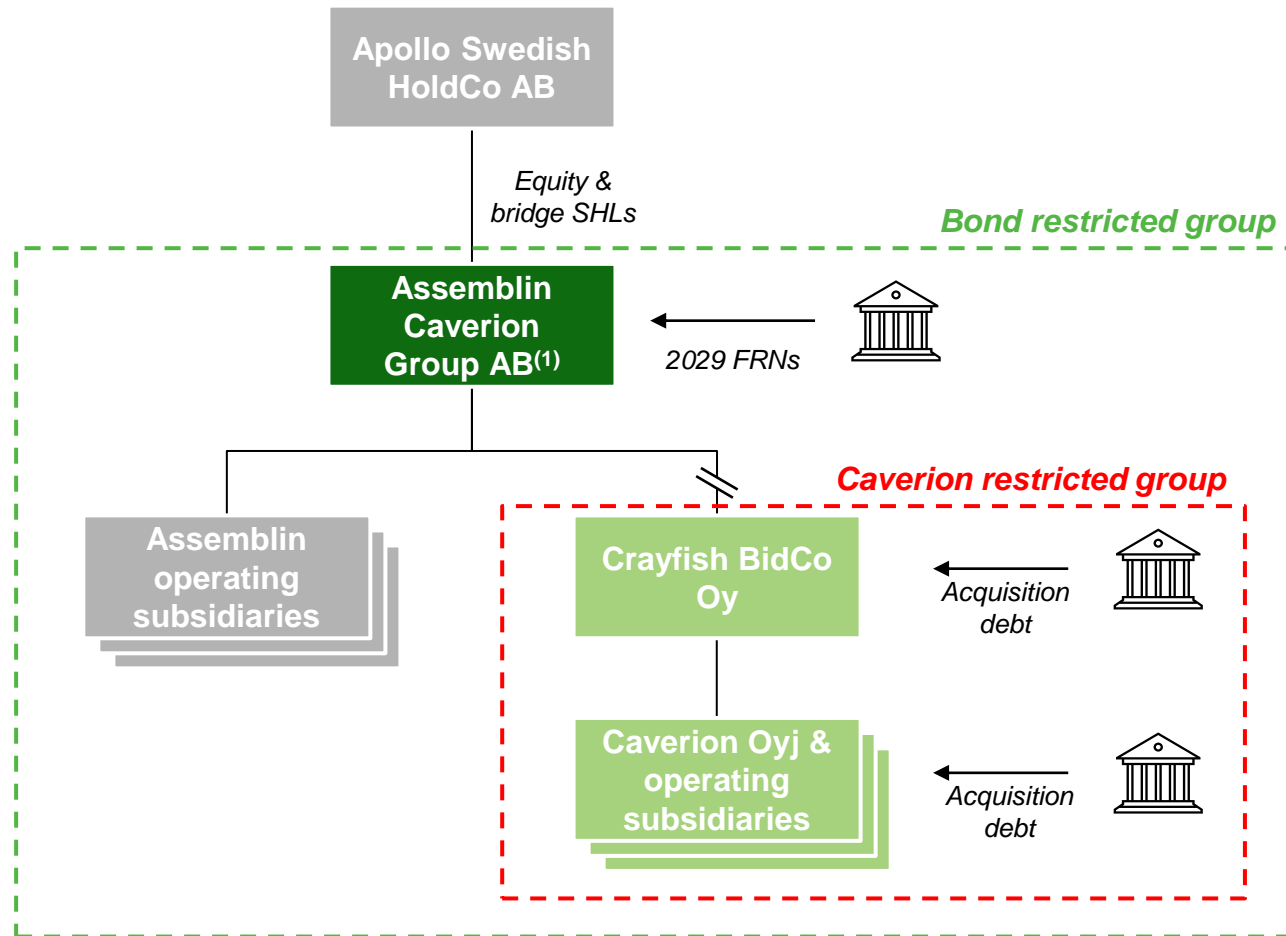 Apollo Swedish
HoldCo AB
Equity &
bridge SHLs
Bond restricted group
Assemblin
Caverion
Group AB(1)
2029 FRNs
Caverion restricted group
Assemblin
operating
subsidiaries
Crayfish BidCo
Oy
Acquisition
debt
Caverion Oyj &
operating
subsidiaries
Acquisition
debt